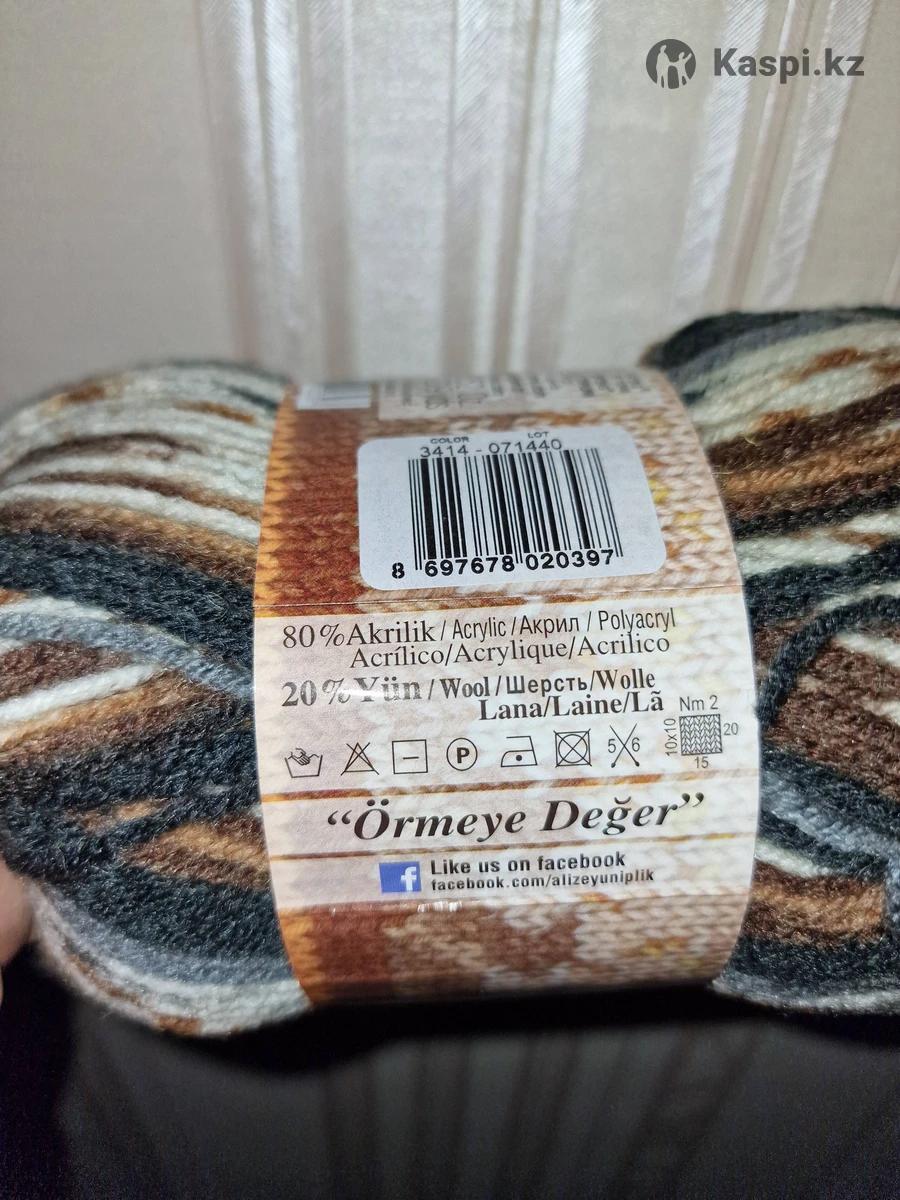 Kaspi.kz
COLOR LOT
3414 - 071440
8 697678 020397
80%Akrilik / Acrylic / Акрил / Polyacryl
Acrílico/Acrylique/Acrilico
20%Yün / Wool / Шерсть/Wolle
Lana/Laine/Lã
Nm 2
10x10
20
15
P
5 6
“Örmeye Değer”
f Like us on facebook
facebook.com/alizeyuniplik